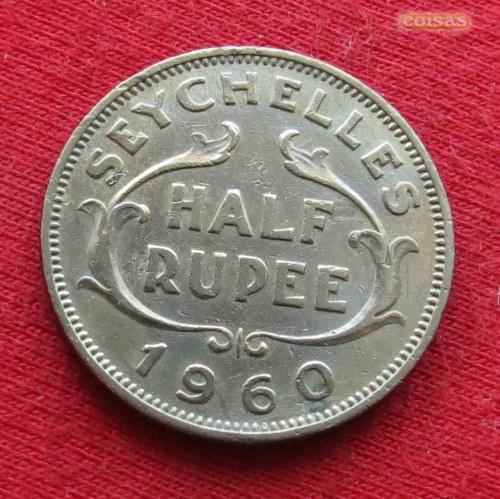 coisas
SEYCHELLES
HALF
RUPEE
1960